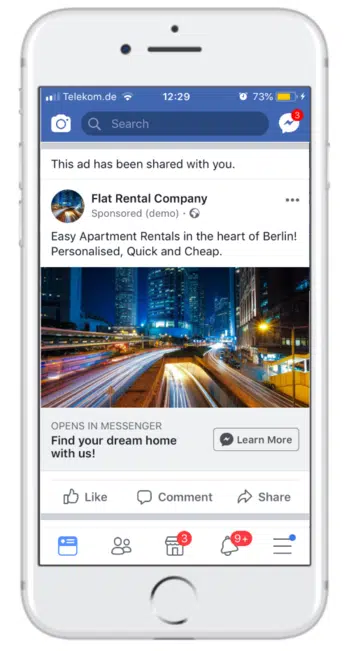 Telekom.de 12:29 73%
Search 3
This ad has been shared with you.
Flat Rental Company
Sponsored (demo) ·
Easy Apartment Rentals in the heart of Berlin!
Personalised, Quick and Cheap.
OPENS IN MESSENGER
Find your dream home
with us!
Learn More
Like Comment Share
3 9+